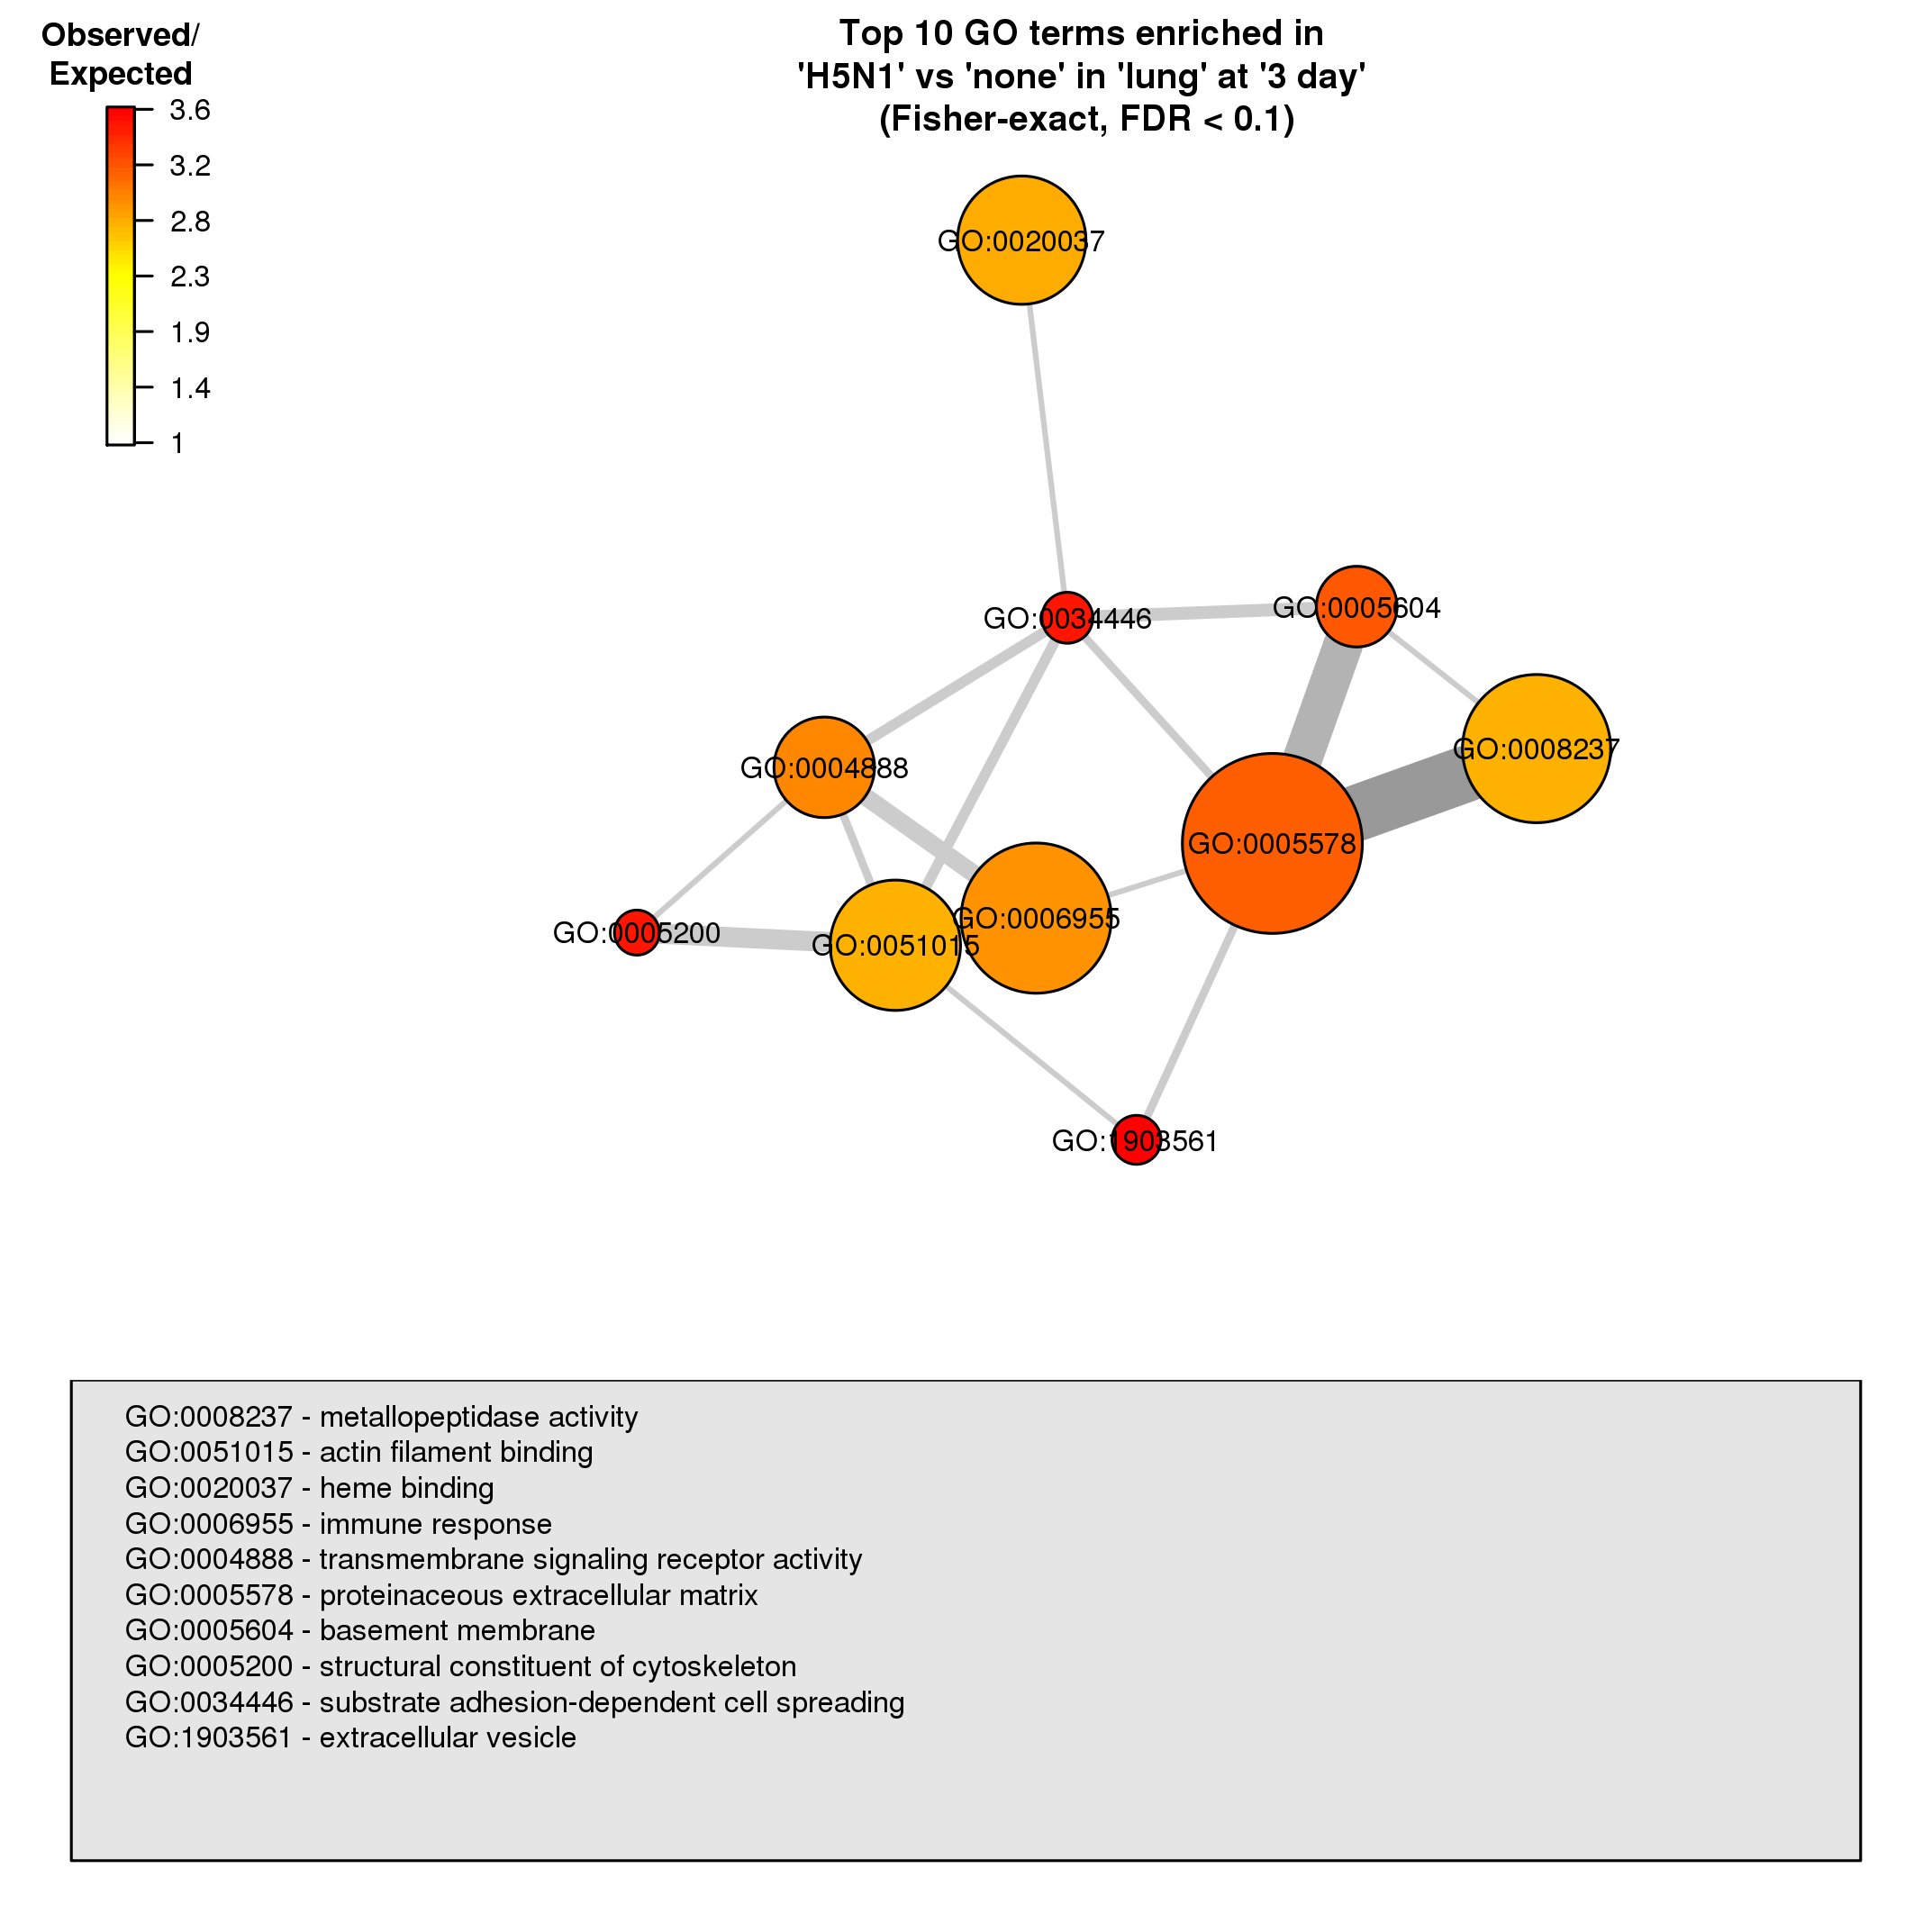 Observed/
Expected
3.6
3.2
2.8
2.3
1.9
1.4
1
Top 10 GO terms enriched in
'H5N1' vs 'none' in 'lung' at '3 day'
(Fisher-exact, FDR < 0.1)
GO:0020037
GO:0034446
GO:0005604
GO:0008237
GO:0004888
GO:0005578
GO:0006955
GO:0005200
GO:0051015
GO:1903561
GO:0008237 - metallopeptidase activity
GO:0051015 - actin filament binding
GO:0020037 - heme binding
GO:0006955 - immune response
GO:0004888 - transmembrane signaling receptor activity
GO:0005578 - proteinaceous extracellular matrix
GO:0005604 - basement membrane
GO:0005200 - structural constituent of cytoskeleton
GO:0034446 - substrate adhesion-dependent cell spreading
GO:1903561 - extracellular vesicle